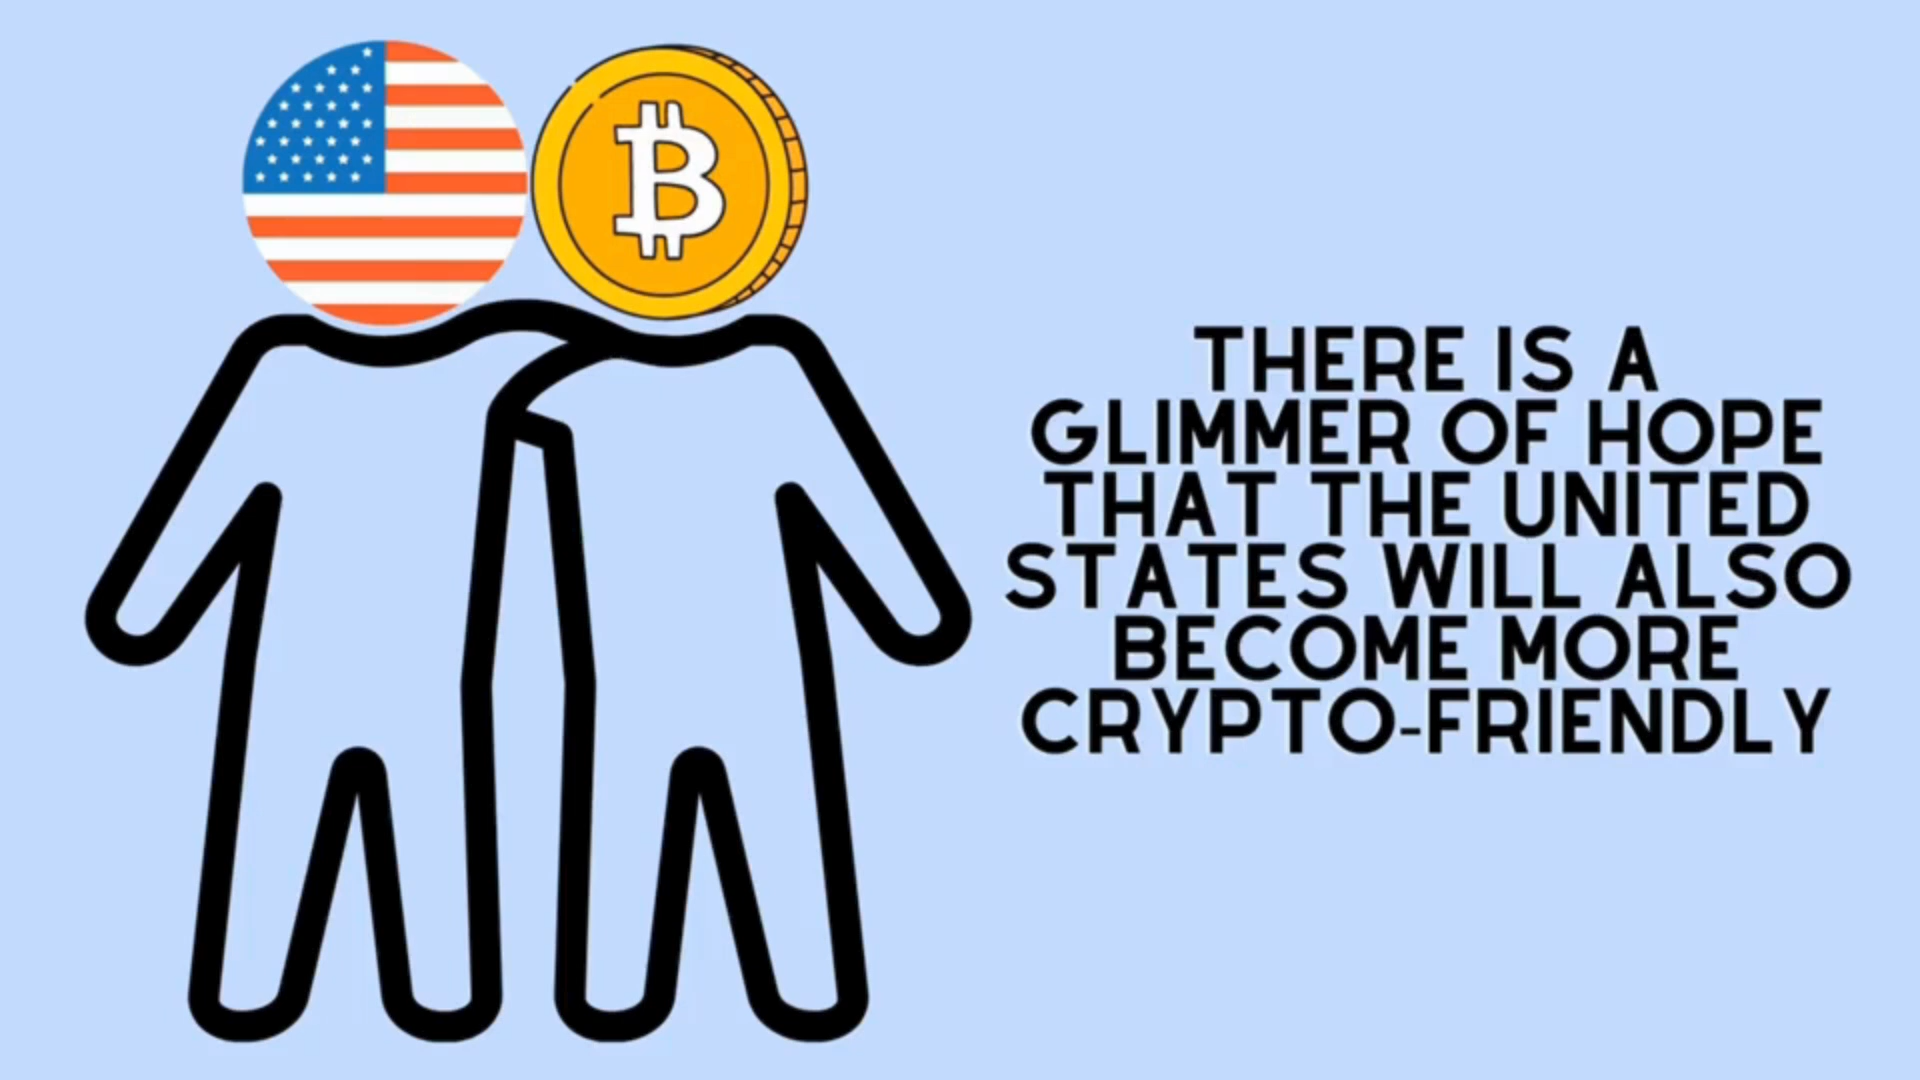 THERE IS A
GLIMMER OF HOPE
THAT THE UNITED
STATES WILL ALSO
BECOME MORE
CRYPTO-FRIENDLY